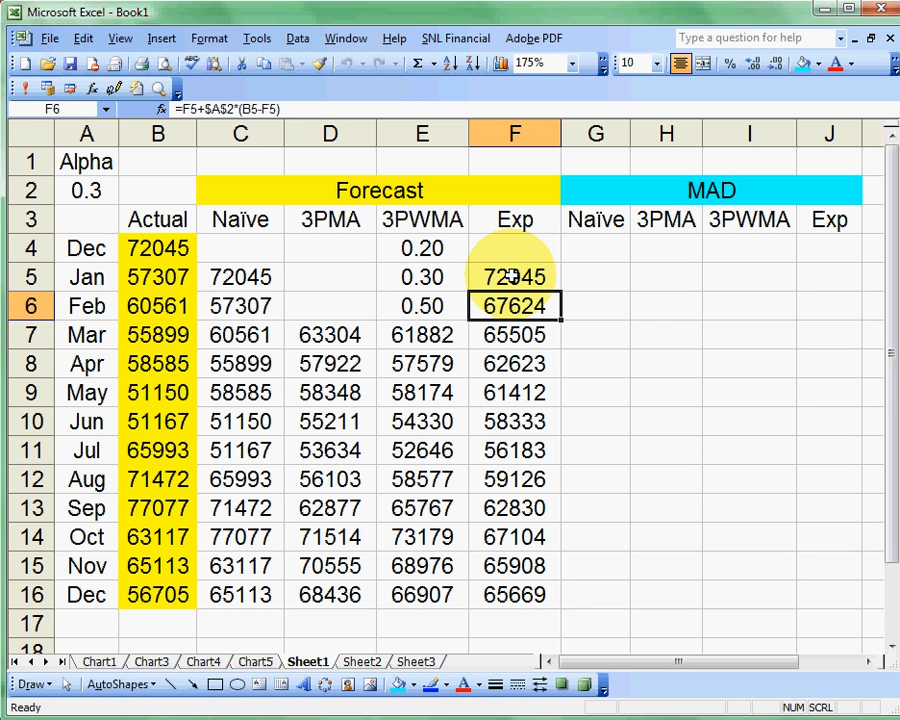 Microsoft Excel - Book1
File Edit View Insert Format Tools Data Window Help SNL Financial Adobe PDF Type a question for help
175% 10
F6 fx =F5+$A$2*(B5-F5)
A B C D E F G H I J
1 Alpha
2 0.3 Forecast MAD
3 Actual Naïve 3PMA 3PWMA Exp Naïve 3PMA 3PWMA Exp
4 Dec 72045 0.20
5 Jan 57307 72045 0.30 72045
6 Feb 60561 57307 0.50 67624
7 Mar 55899 60561 63304 61882 65505
8 Apr 58585 55899 57922 57579 62623
9 May 51150 58585 58348 58174 61412
10 Jun 51167 51150 55211 54330 58333
11 Jul 65993 51167 53634 52646 56183
12 Aug 71472 65993 56103 58577 59126
13 Sep 77077 71472 62877 65767 62830
14 Oct 63117 77077 71514 73179 67104
15 Nov 65113 63117 70555 68976 65908
16 Dec 56705 65113 68436 66907 65669
17
18
Chart1 Chart3 Chart4 Chart5 Sheet1 Sheet2 Sheet3
Draw AutoShapes
Ready NUM SCRL